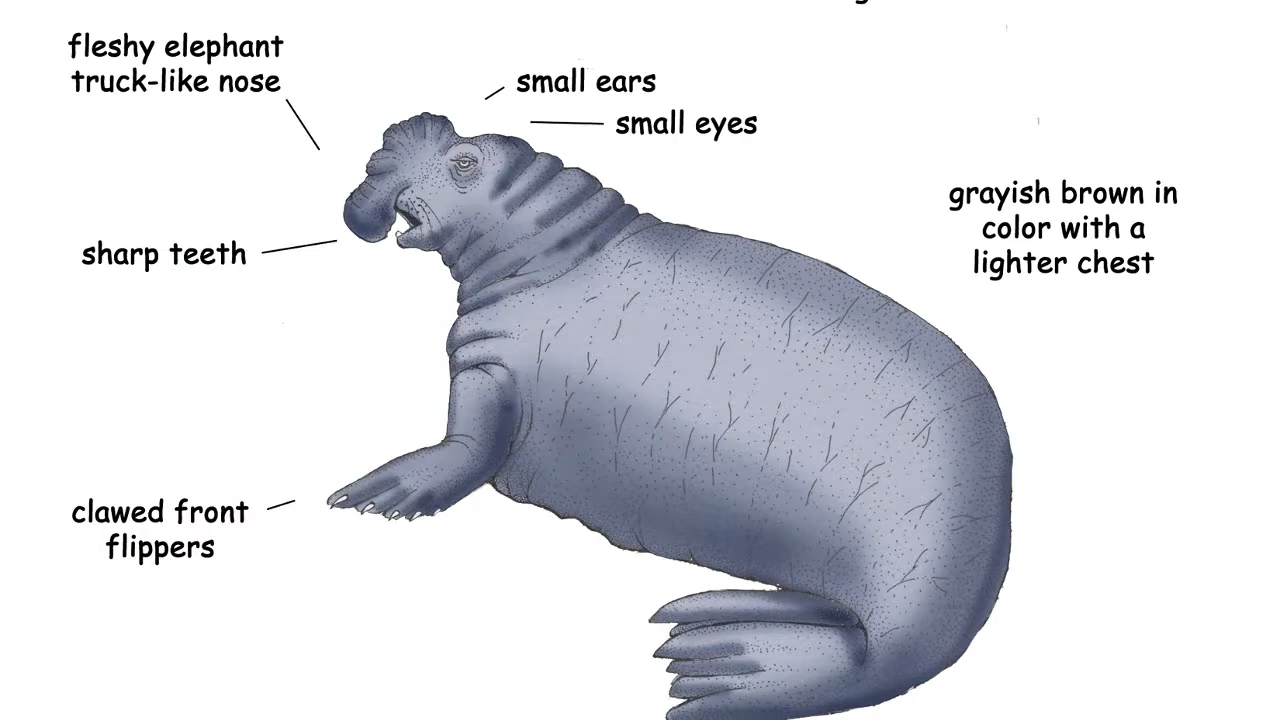 fleshy elephant
truck-like nose
small ears
small eyes
grayish brown in
color with a
lighter chest
sharp teeth
clawed front
flippers